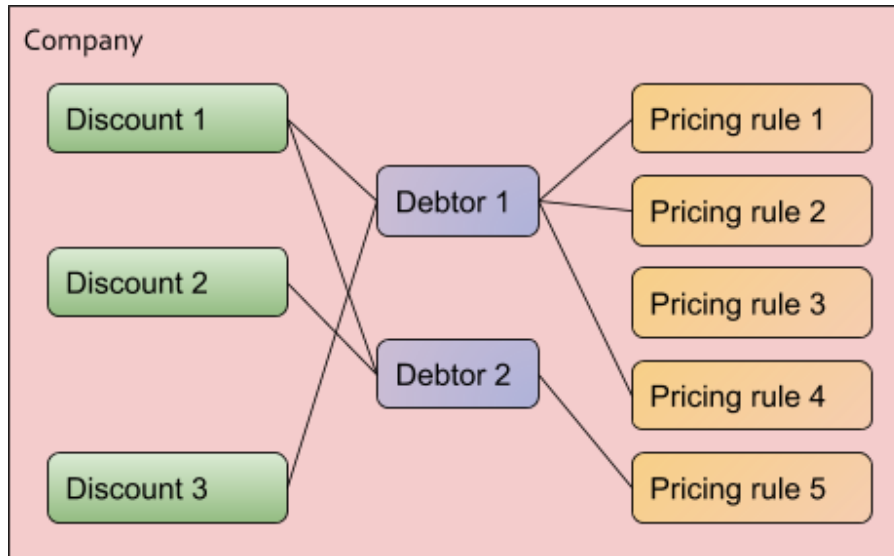 Company
Discount 1
Discount 2
Discount 3
Debtor 1
Debtor 2
Pricing rule 1
Pricing rule 2
Pricing rule 3
Pricing rule 4
Pricing rule 5